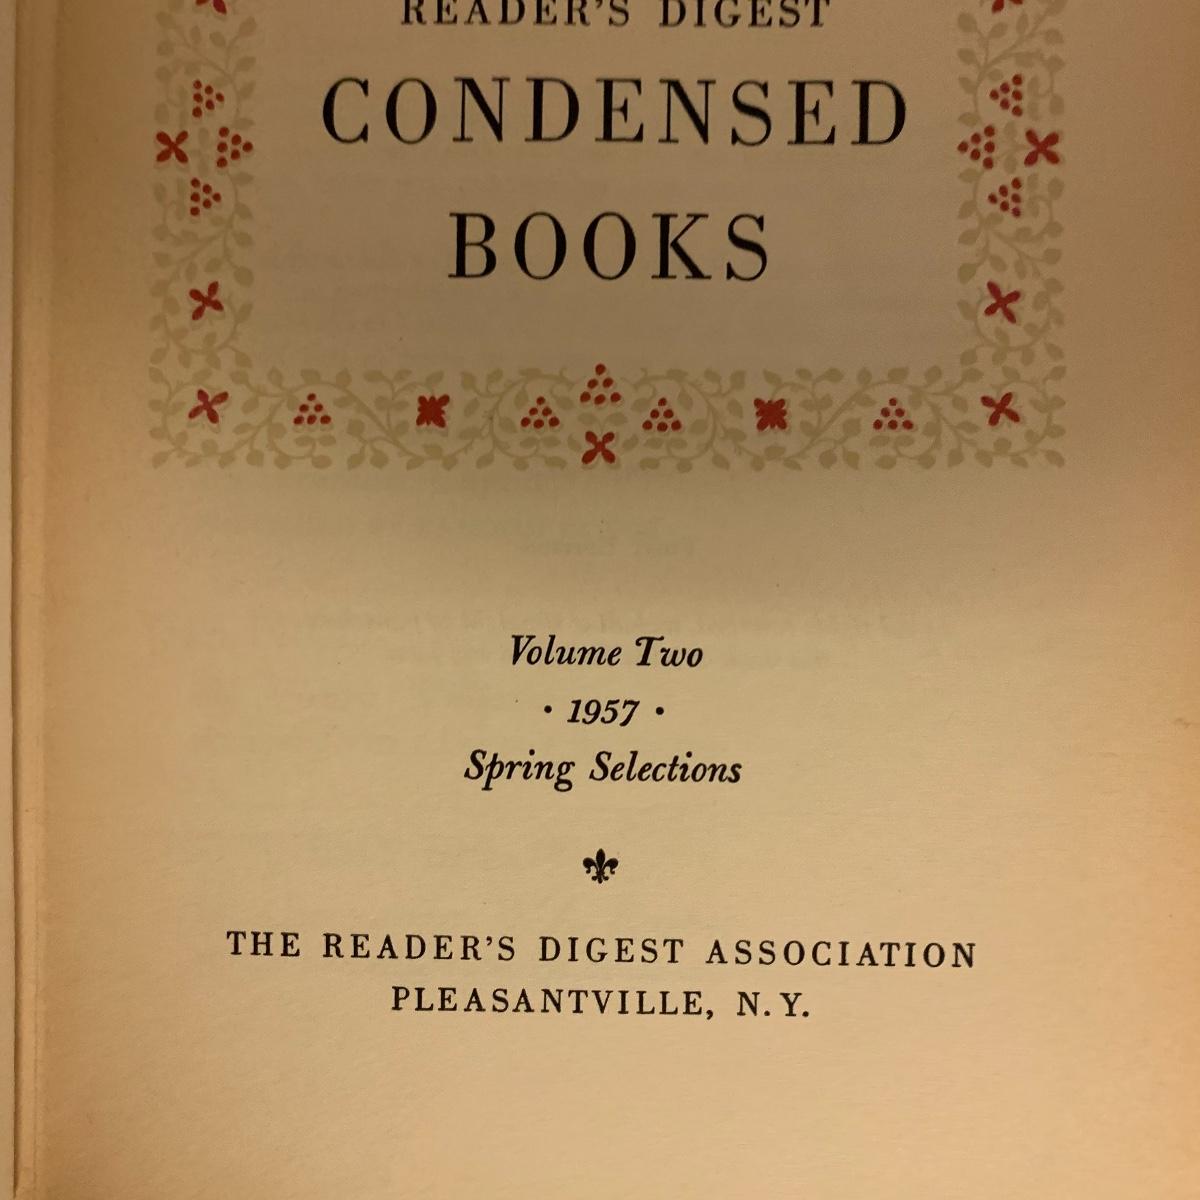 READER'S DIGEST
CONDENSED
BOOKS
Volume Two
• 1957 •
Spring Selections
THE READER'S DIGEST ASSOCIATION
PLEASANTVILLE, N. Y.